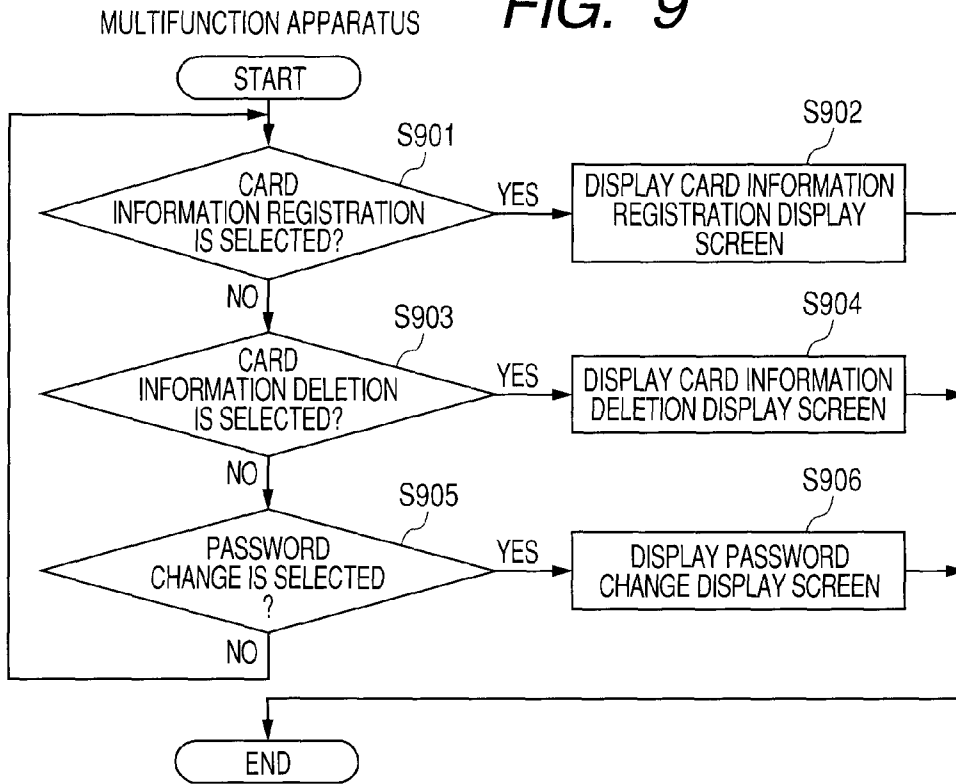 FIG. 9
MULTIFUNCTION APPARATUS
START
S901
CARD
INFORMATION REGISTRATION
IS SELECTED?
YES
S902
DISPLAY CARD INFORMATION
REGISTRATION DISPLAY
SCREEN
NO
S903
CARD
INFORMATION DELETION
IS SELECTED?
YES
S904
DISPLAY CARD INFORMATION
DELETION DISPLAY SCREEN
NO
S905
PASSWORD
CHANGE IS SELECTED
?
YES
S906
DISPLAY PASSWORD
CHANGE DISPLAY SCREEN
NO
END